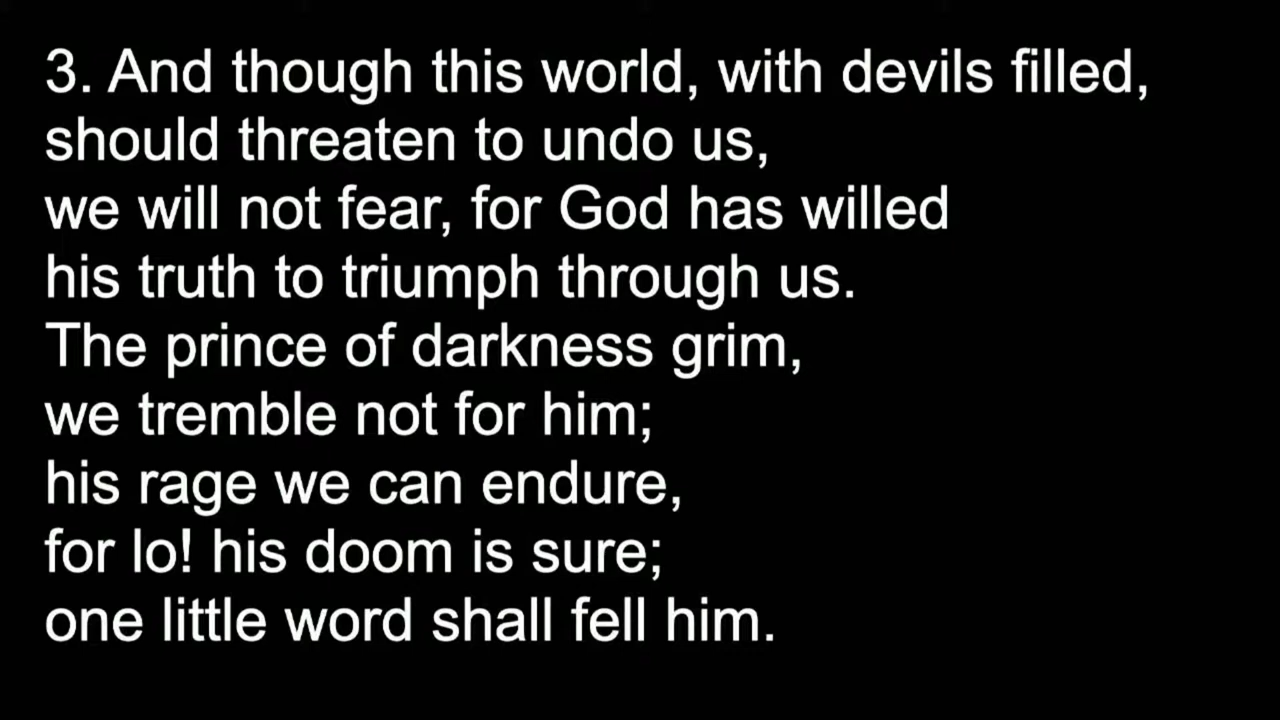 3. And though this world, with devils filled,
should threaten to undo us,
we will not fear, for God has willed
his truth to triumph through us.
The prince of darkness grim,
we tremble not for him;
his rage we can endure,
for lo! his doom is sure;
one little word shall fell him.